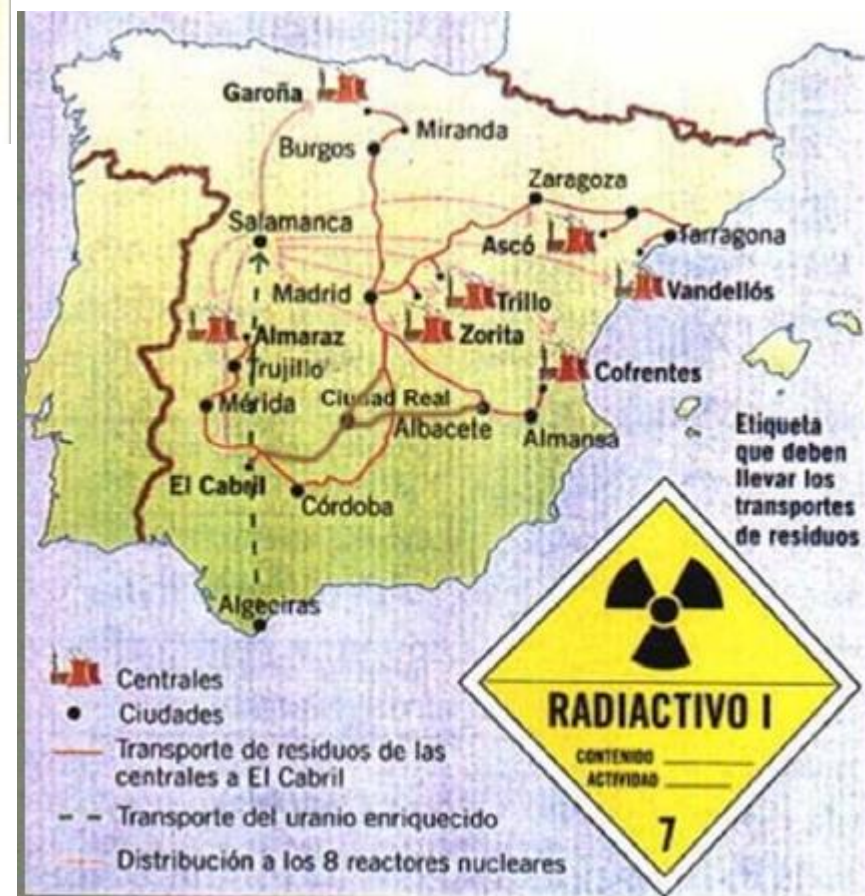 Garoña
Miranda
Burgos
Zaragoza
Salamanca
Ascó
Tarragona
Madrid
Trillo
Vandellós
Almaraz
Zorita
Trujillo
Cofrentes
Ciudad Real
Mérida
Albacete
Almansa
El Cabril
Córdoba
Algeciras
Etiqueta
que deben
llevar los
transportes
de residuos
RADIACTIVO I
CONTENIDO
ACTIVIDAD
7
Centrales
Ciudades
Transporte de residuos de las
centrales a El Cabril
Transporte del uranio enriquecido
Distribución a los 8 reactores nucleares